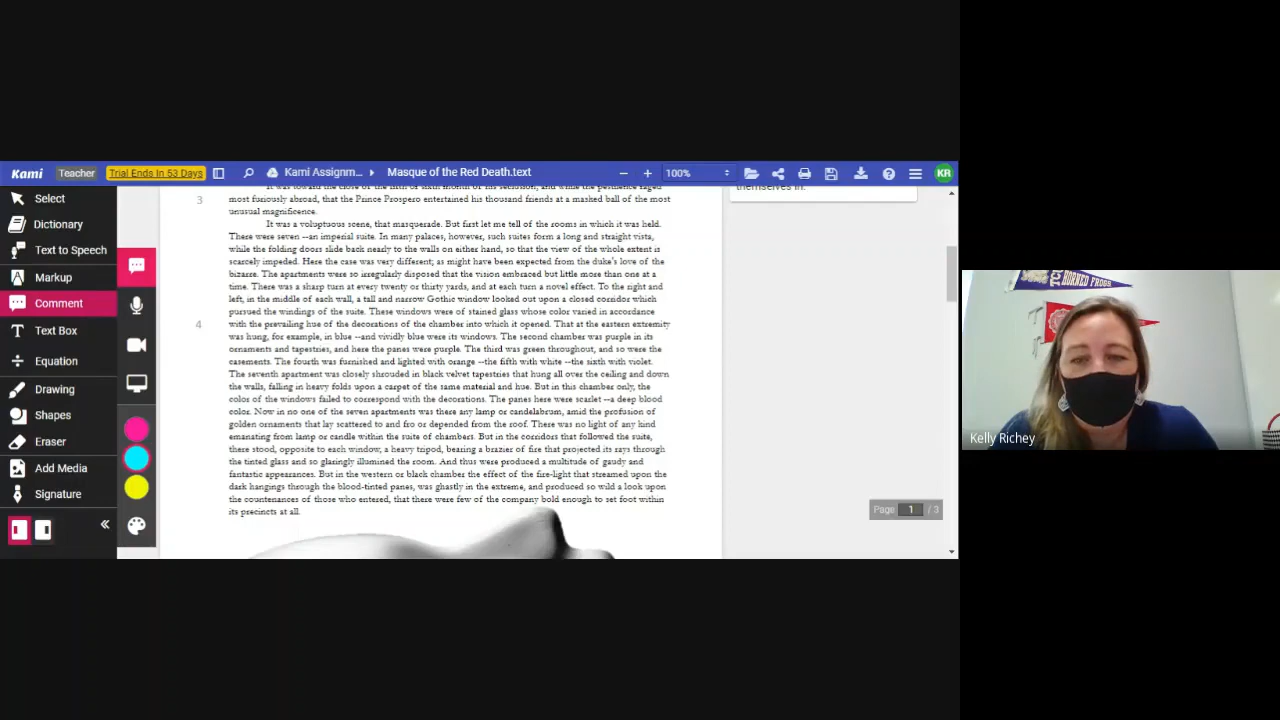 Kami Teacher Trial Ends In 53 Days Kami Assignm... Masque of the Red Death.text 100% KR
Select
Dictionary
Text to Speech
Markup
Comment
Text Box
Equation
Drawing
Shapes
Eraser
Add Media
Signature
It was toward the close of the fifth or sixth month of his seclusion, and while the pestilence raged
3
most furiously abroad, that the Prince Prospero entertained his thousand friends at a masked ball of the most
unusual magnificence.
It was a voluptuous scene, that masquerade. But first let me tell of the rooms in which it was held.
There were seven --an imperial suite. In many palaces, however, such suites form a long and straight vista,
while the folding doors slide back nearly to the walls on either hand, so that the view of the whole extent is
scarcely impeded. Here the case was very different; as might have been expected from the duke's love of the
bizarre. The apartments were so irregularly disposed that the vision embraced but little more than one at a
time. There was a sharp turn at every twenty or thirty yards, and at each turn a novel effect. To the right and
left, in the middle of each wall, a tall and narrow Gothic window looked out upon a closed corridor which
pursued the windings of the suite. These windows were of stained glass whose color varied in accordance
4
with the prevailing hue of the decorations of the chamber into which it opened. That at the eastern extremity
was hung, for example, in blue --and vividly blue were its windows. The second chamber was purple in its
ornaments and tapestries, and here the panes were purple. The third was green throughout, and so were the
casements. The fourth was furnished and lighted with orange --the fifth with white --the sixth with violet.
The seventh apartment was closely shrouded in black velvet tapestries that hung all over the ceiling and down
the walls, falling in heavy folds upon a carpet of the same material and hue. But in this chamber only, the
color of the windows failed to correspond with the decorations. The panes here were scarlet --a deep blood
color. Now in no one of the seven apartments was there any lamp or candelabrum, amid the profusion of
golden ornaments that lay scattered to and fro or depended from the roof. There was no light of any kind
emanating from lamp or candle within the suite of chambers. But in the corridors that followed the suite,
there stood, opposite to each window, a heavy tripod, bearing a brazier of fire that projected its rays through
the tinted glass and so glaringly illumined the room. And thus were produced a multitude of gaudy and
fantastic appearances. But in the western or black chamber the effect of the fire-light that streamed upon the
dark hangings through the blood-tinted panes, was ghastly in the extreme, and produced so wild a look upon
the countenances of those who entered, that there were few of the company bold enough to set foot within
its precincts at all.
themselves in.
Page 1 / 3
HORNED FROGS
Kelly Richey